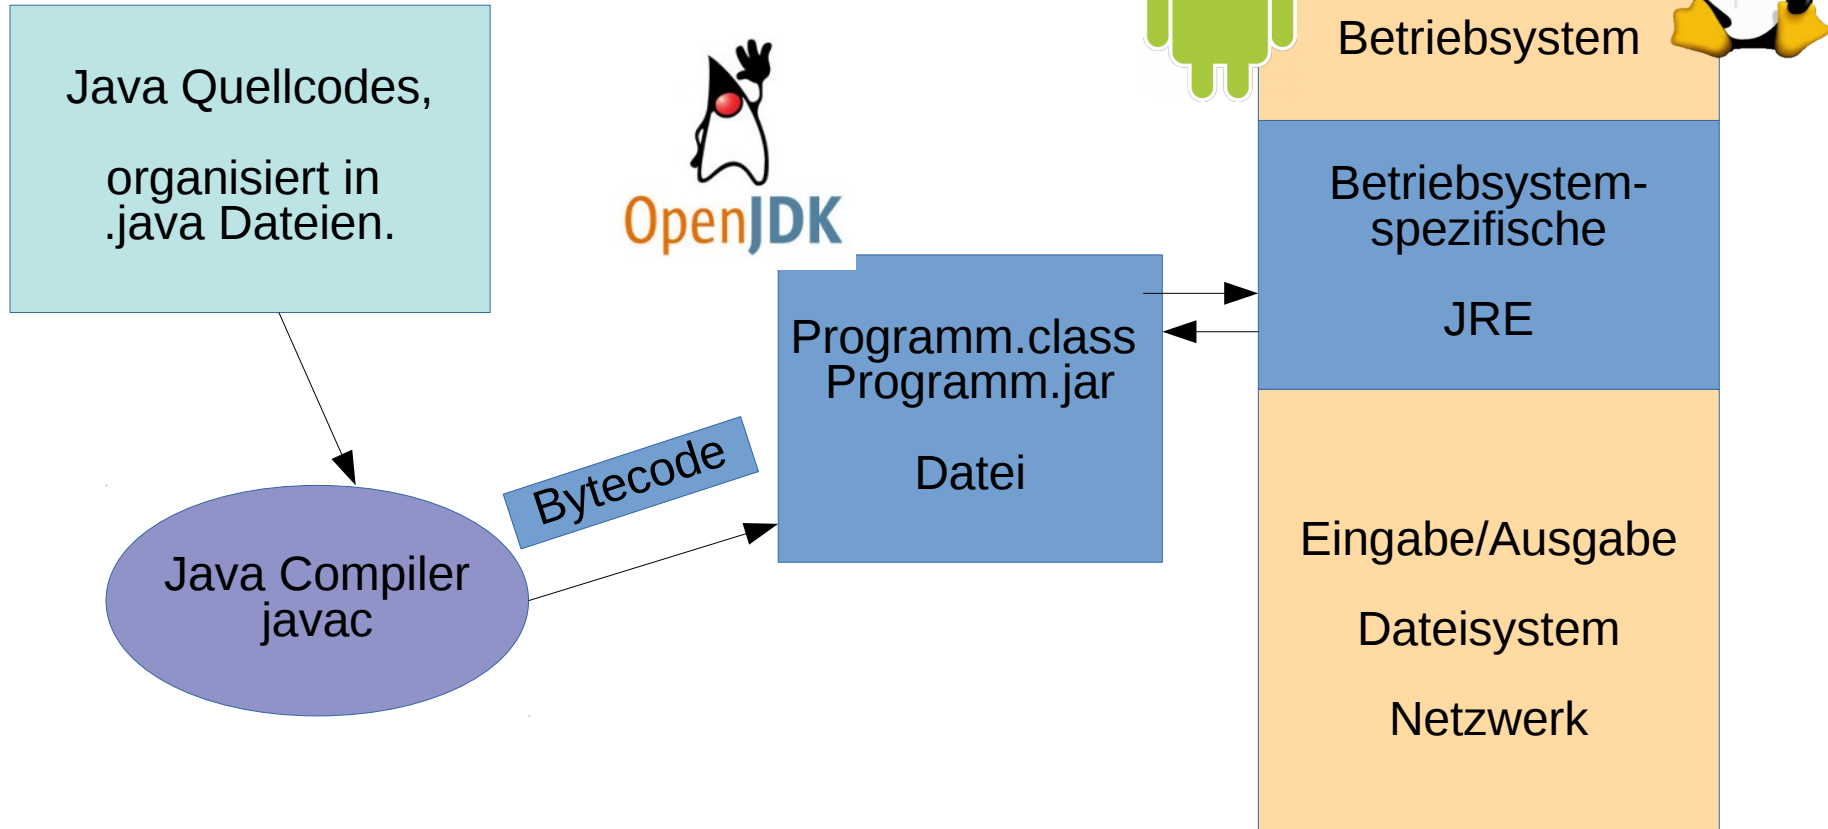 Java Quellcodes,
organisiert in
.java Dateien.
OpenJDK
Java Compiler
javac
Bytecode
Programm.class
Programm.jar
Datei
Betriebsystem
Betriebsystem-
spezifische
JRE
Eingabe/Ausgabe
Dateisystem
Netzwerk